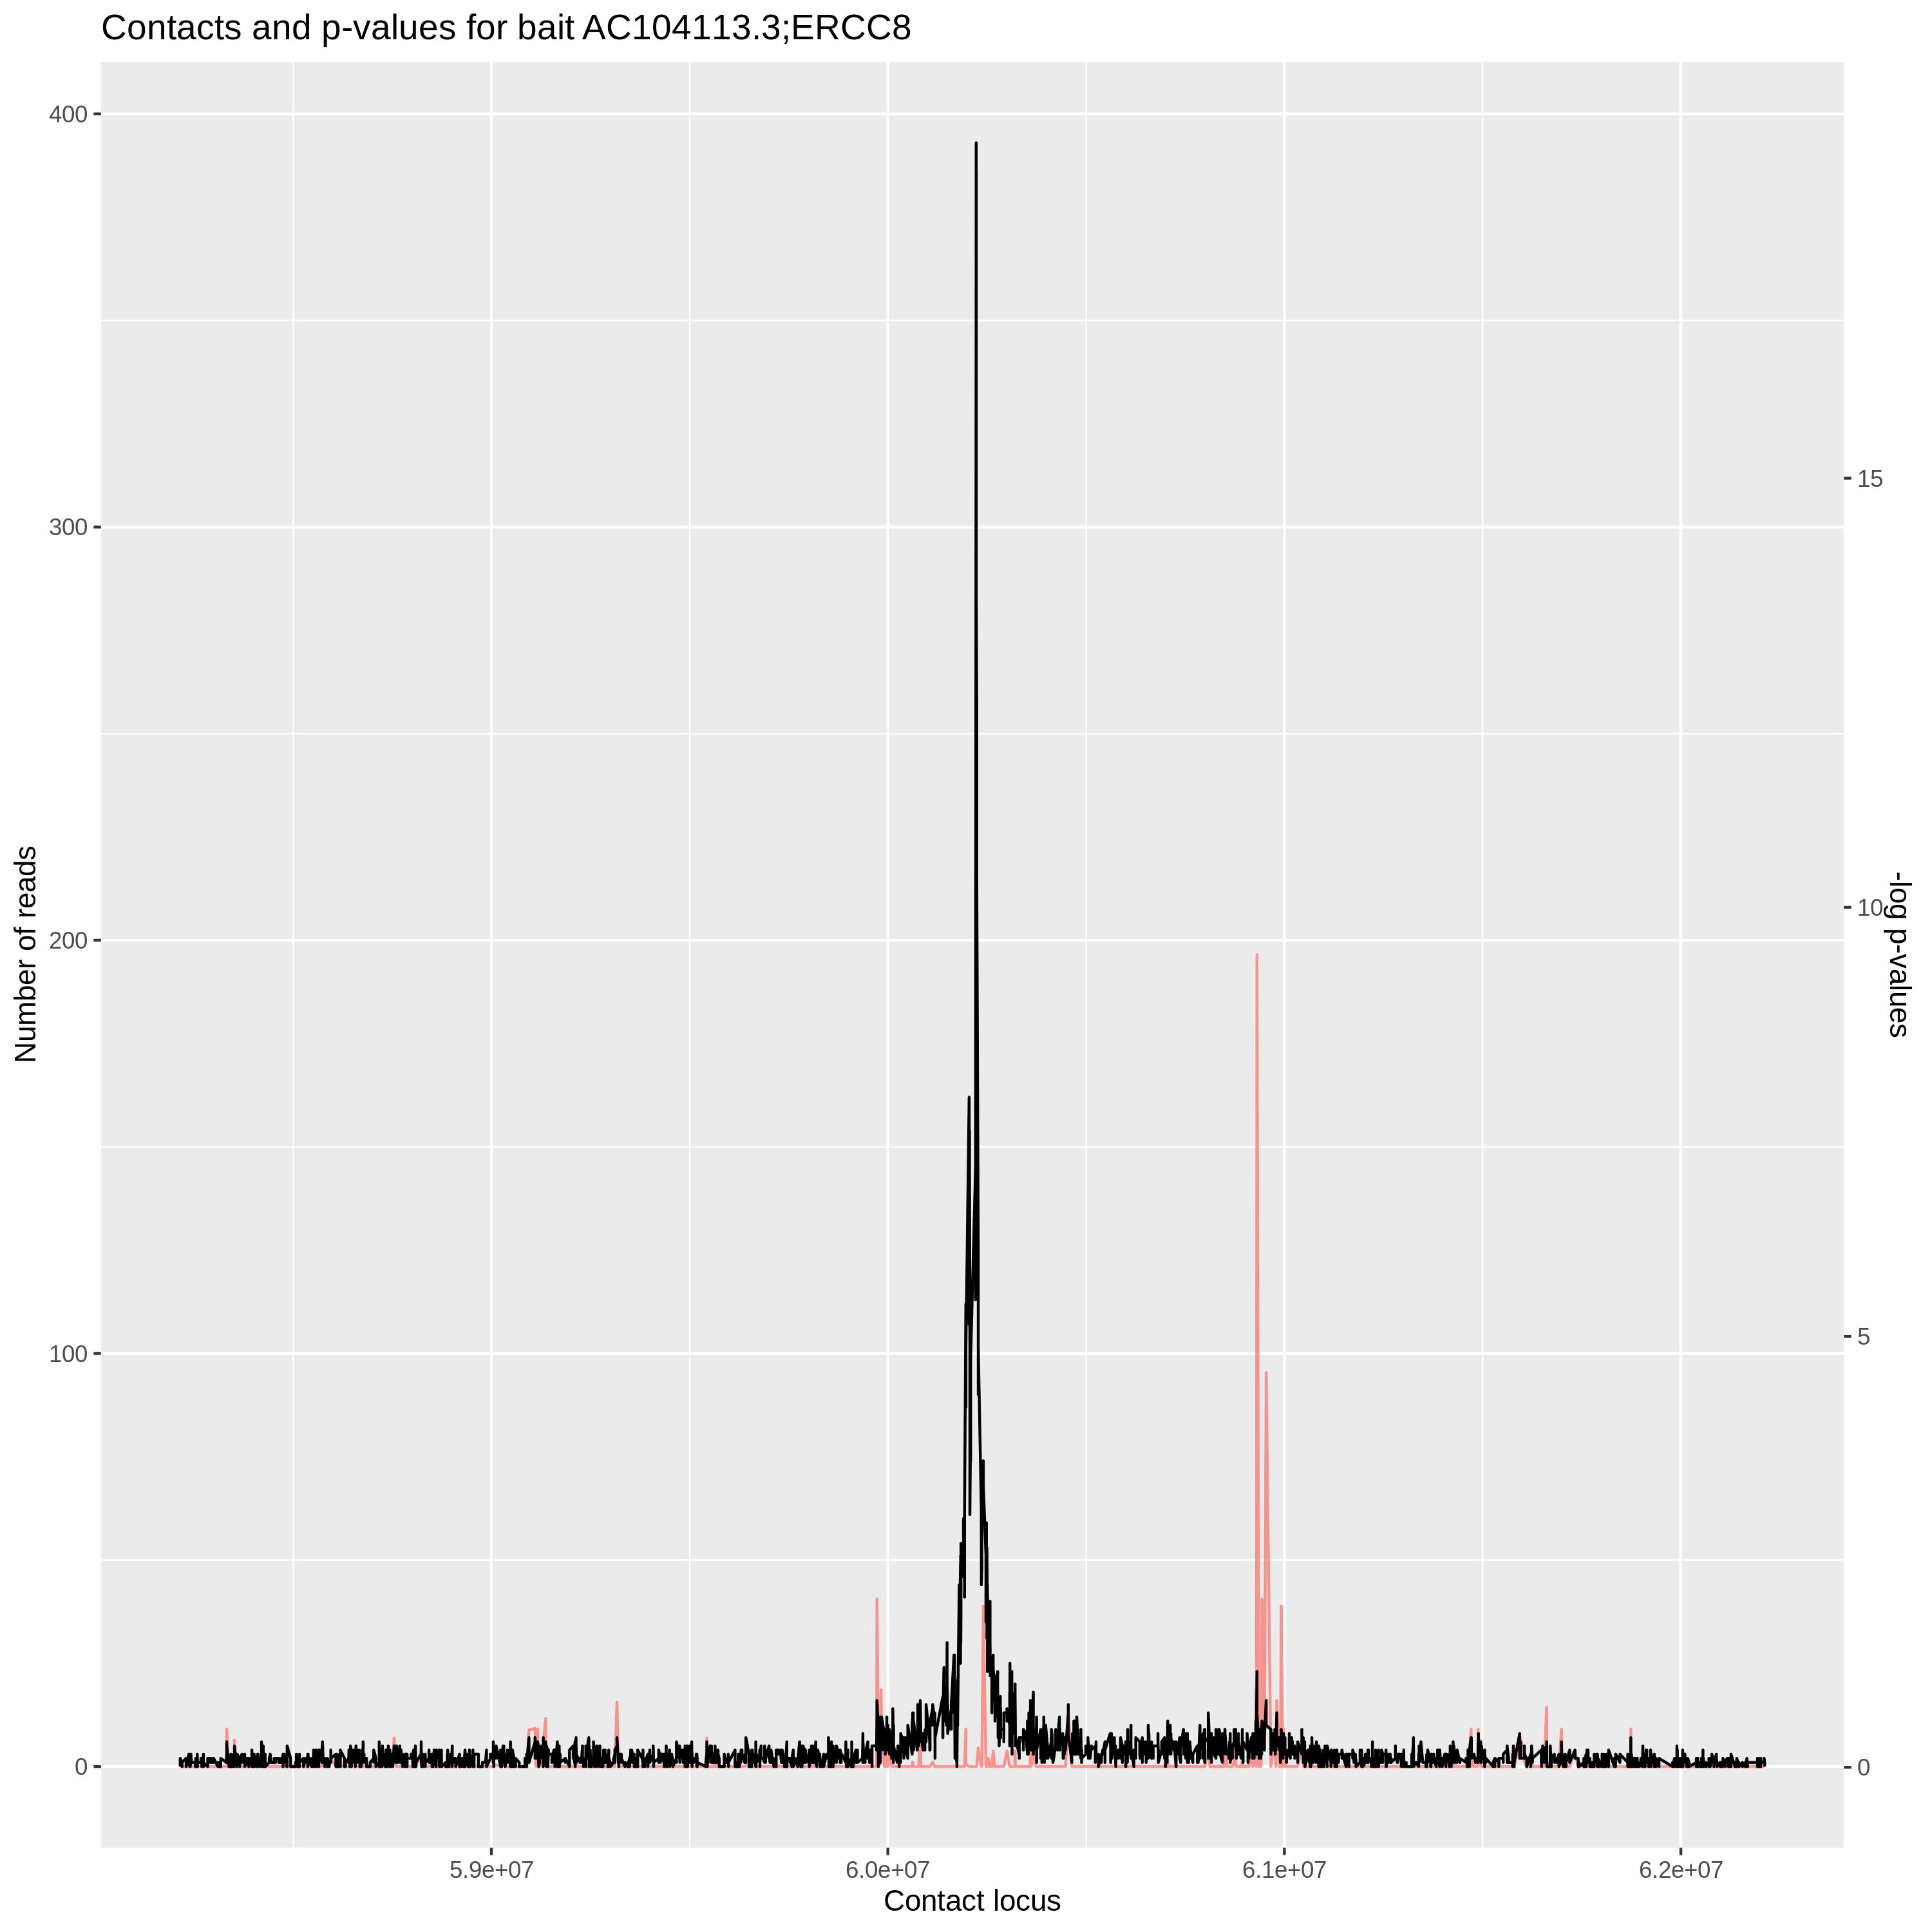 Contacts and p-values for bait AC104113.3;ERCC8
400
300
200
100
0
Number of reads
15
10
5
0
-log p-values
5.9e+07
6.0e+07
6.1e+07
6.2e+07
Contact locus